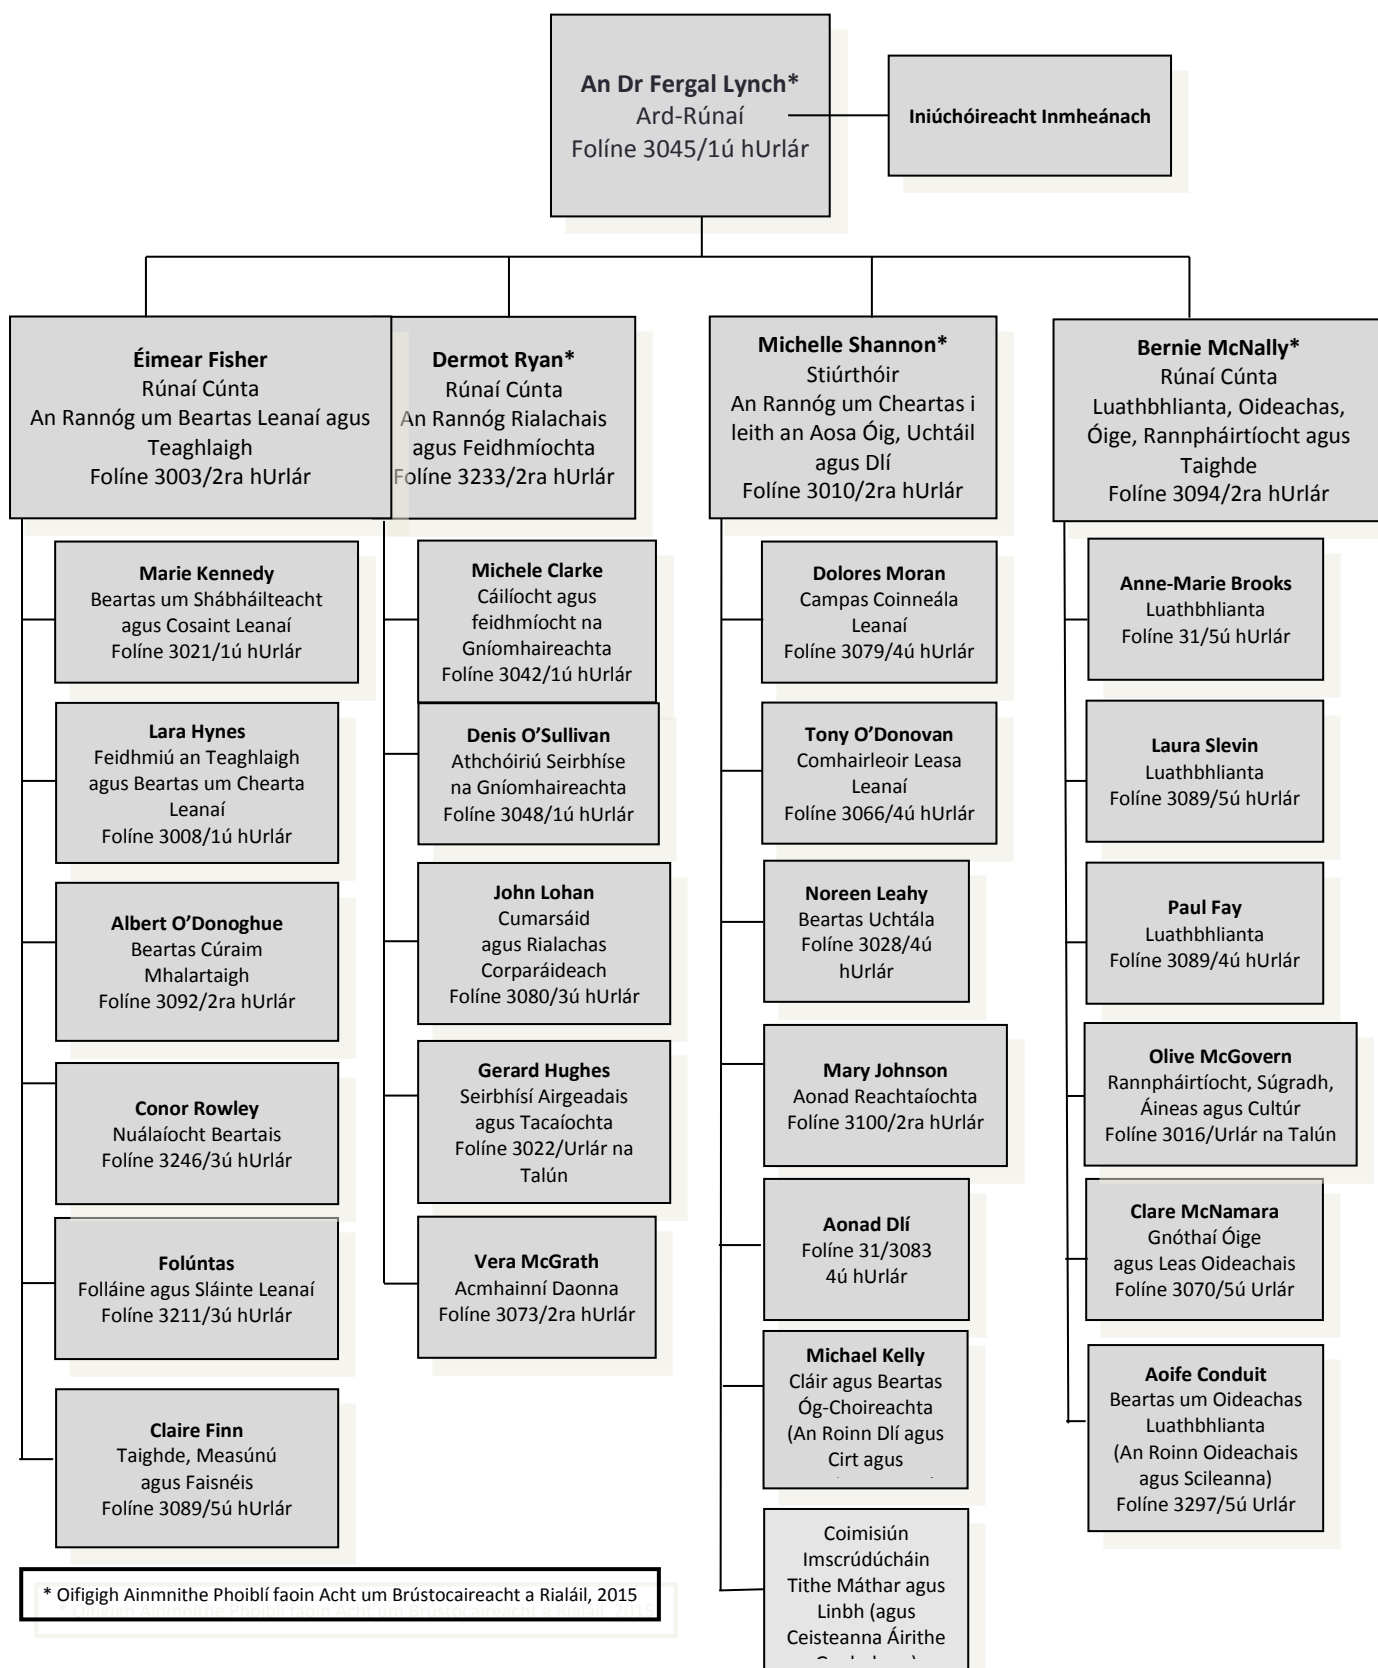 An Dr Fergal Lynch*
Ard-Rúnaí
Folíne 3045/1ú hUrlár
Iniúchóireacht Inmheánach
Éimear Fisher
Rúnaí Cúnta
An Rannóg um Beartas Leanaí agus
Teaghlaigh
Folíne 3003/2ra hUrlár
Marie Kennedy
Beartas um Shábháilteacht
agus Cosaint Leanaí
Folíne 3021/1ú hUrlár
Lara Hynes
Feidhmiú an Teaghlaigh
agus Beartas um Chearta
Leanaí
Folíne 3008/1ú hUrlár
Albert O’Donoghue
Beartas Cúraim
Mhalartaigh
Folíne 3092/2ra hUrlár
Conor Rowley
Nuálaíocht Beartais
Folíne 3246/3ú hUrlár
Folúntas
Folláine agus Sláinte Leanaí
Folíne 3211/3ú hUrlár
Claire Finn
Taighde, Measúnú
agus Faisnéis
Folíne 3089/5ú hUrlár
Dermot Ryan*
Rúnaí Cúnta
An Rannóg Rialachais
agus Feidhmíochta
Folíne 3233/2ra hUrlár
Michele Clarke
Cáilíocht agus
feidhmíocht na
Gníomhaireachta
Folíne 3042/1ú hUrlár
Denis O’Sullivan
Athchóiriú Seirbhíse
na Gníomhaireachta
Folíne 3048/1ú hUrlár
John Lohan
Cumarsáid
agus Rialachas
Corparáideach
Folíne 3080/3ú hUrlár
Gerard Hughes
Seirbhísí Airgeadais
agus Tacaíochta
Folíne 3022/Urlár na
Talún
Vera McGrath
Acmhainní Daonna
Folíne 3073/2ra hUrlár
Michelle Shannon*
Stiúrthóir
An Rannóg um Cheartas i
leith an Aosa Óig, Uchtáil
agus Dlí
Folíne 3010/2ra hUrlár
Dolores Moran
Campas Coinneála
Leanaí
Folíne 3079/4ú hUrlár
Tony O’Donovan
Comhairleoir Leasa
Leanaí
Folíne 3066/4ú hUrlár
Noreen Leahy
Beartas Uchtála
Folíne 3028/4ú
hUrlár
Mary Johnson
Aonad Reachtaíochta
Folíne 3100/2ra hUrlár
Aonad Dlí
Folíne 31/3083
4ú hUrlár
Michael Kelly
Cláir agus Beartas
Óg-Choireachta
(An Roinn Dlí agus
Cirt agus
Coimisiún
Imscrúdúcháin
Tithe Máthar agus
Linbh (agus
Ceisteanna Áirithe
Bernie McNally*
Rúnaí Cúnta
Luathbhlianta, Oideachas,
Óige, Rannpháirtíocht agus
Taighde
Folíne 3094/2ra hUrlár
Anne-Marie Brooks
Luathbhlianta
Folíne 31/5ú hUrlár
Laura Slevin
Luathbhlianta
Folíne 3089/5ú hUrlár
Paul Fay
Luathbhlianta
Folíne 3089/4ú hUrlár
Olive McGovern
Rannpháirtíocht, Súgradh,
Áineas agus Cultúr
Folíne 3016/Urlár na Talún
Clare McNamara
Gnóthaí Óige
agus Leas Oideachais
Folíne 3070/5ú Urlár
Aoife Conduit
Beartas um Oideachas
Luathbhlianta
(An Roinn Oideachais
agus Scileanna)
Folíne 3297/5ú Urlár
* Oifigigh Ainmnithe Phoiblí faoin Acht um Brústocaireacht a Rialáil, 2015